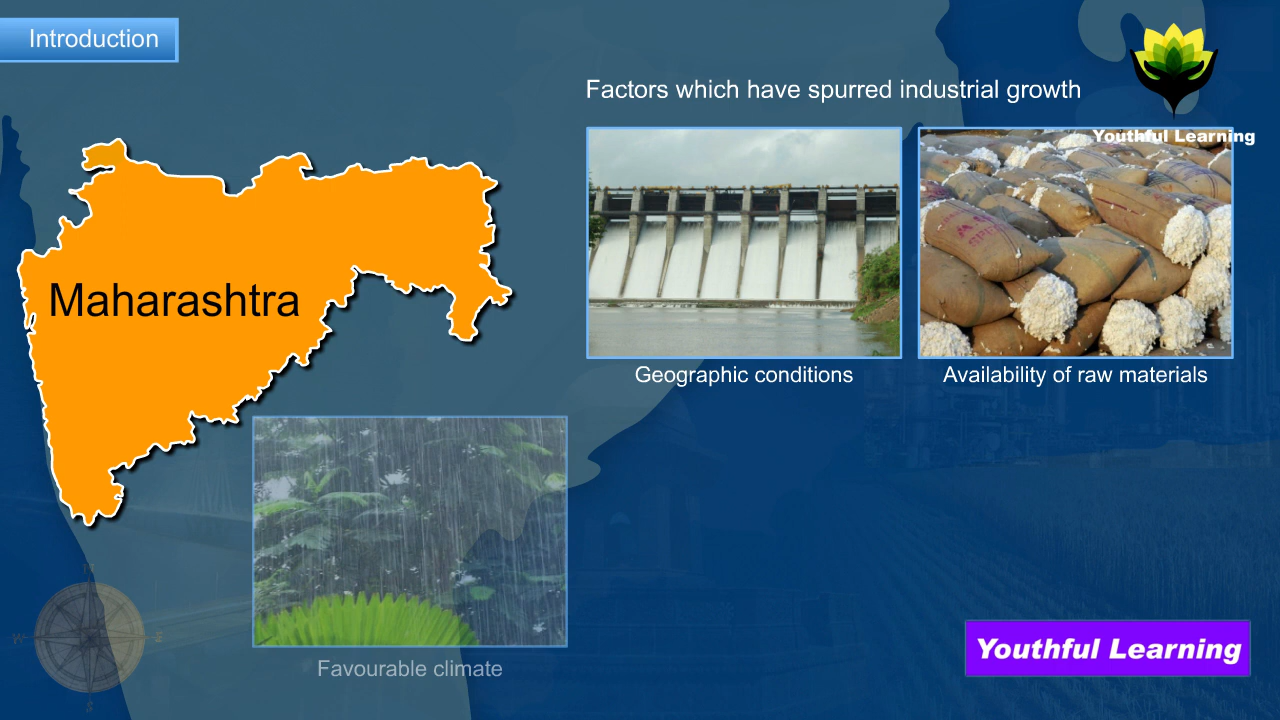 Introduction
Factors which have spurred industrial growth
Youthful Learning
Maharashtra
Geographic conditions
Availability of raw materials
Favourable climate
N
W
E
S
Youthful Learning